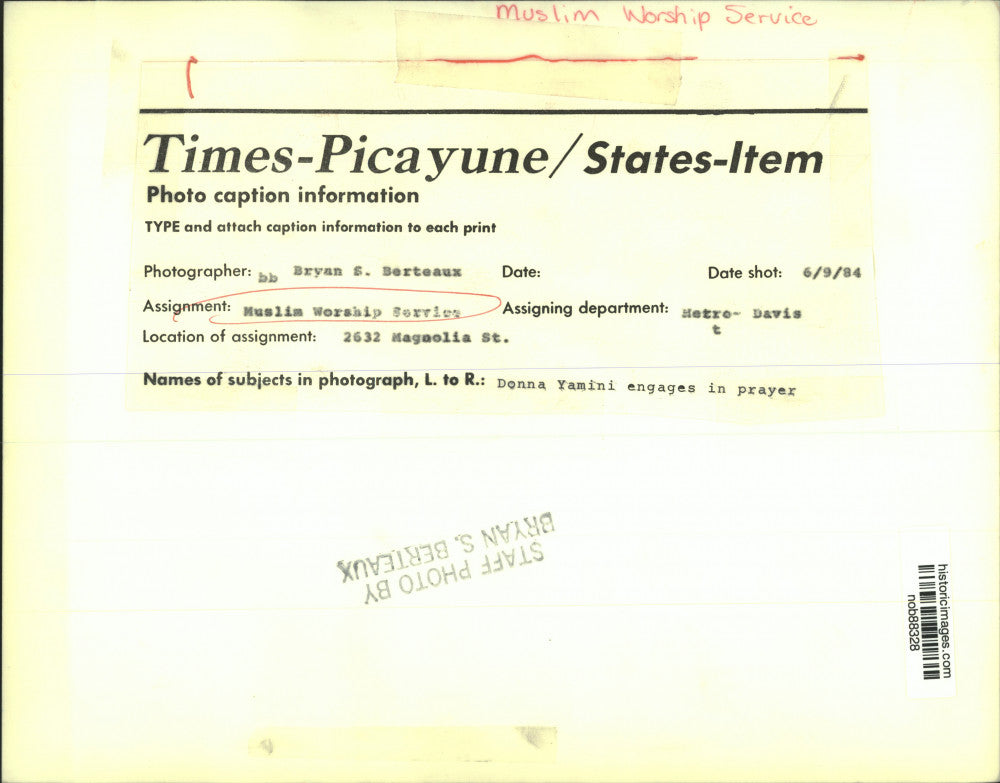 Muslim Worship Service
Times-Picayune/States-Item
Photo caption information
TYPE and attach caption information to each print
Photographer: bb Bryan S. Berteaux Date: Date shot: 6/9/84
Assignment: Muslim Worship Service Assigning department: Metro- Davis
t
Location of assignment: 2632 Magnolia St.
Names of subjects in photograph, L. to R.: Donna Yamini engages in prayer
STAFF PHOTO BY
BRYAN S. BERTEAUX
historicimages.com
nob88328